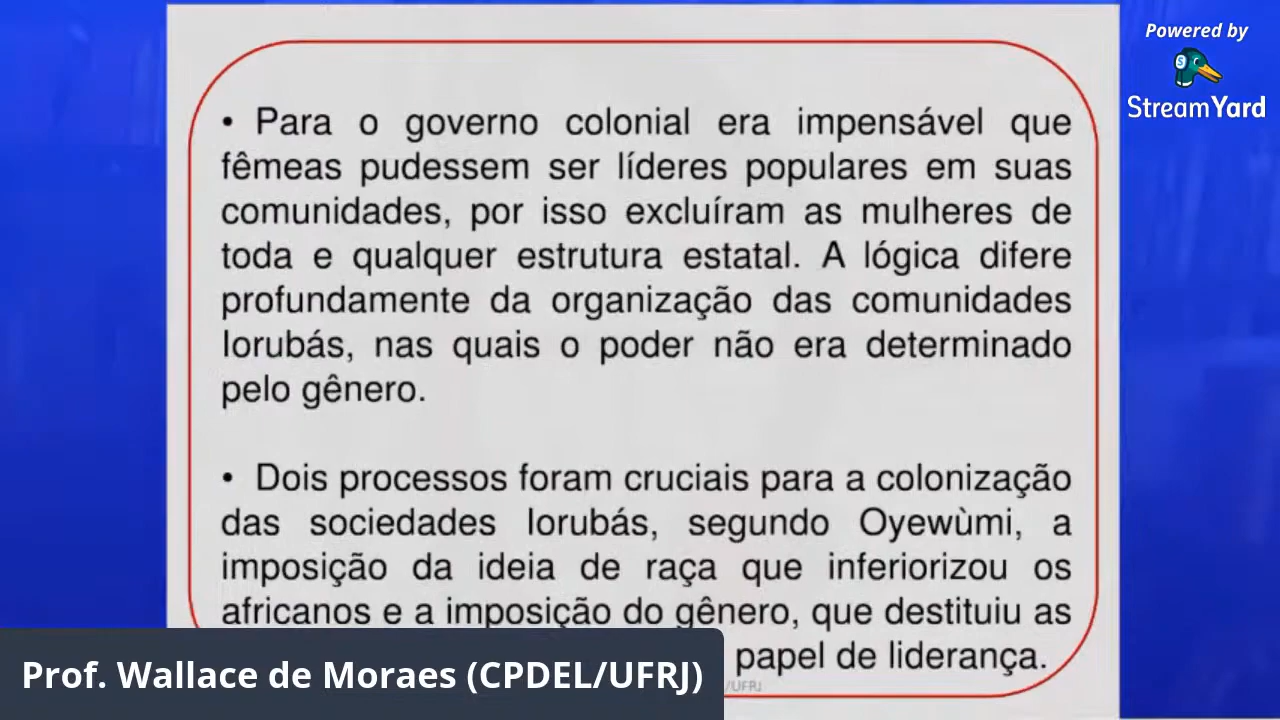 Powered by
StreamYard
• Para o governo colonial era impensável que
fêmeas pudessem ser líderes populares em suas
comunidades, por isso excluíram as mulheres de
toda e qualquer estrutura estatal. A lógica difere
profundamente da organização das comunidades
Iorubás, nas quais o poder não era determinado
pelo gênero.
• Dois processos foram cruciais para a colonização
das sociedades Iorubás, segundo Oyewùmi, a
imposição da ideia de raça que inferiorizou os
africanos e a imposição do gênero, que destituiu as
papel de liderança.
/UFRJ
Prof. Wallace de Moraes (CPDEL/UFRJ)